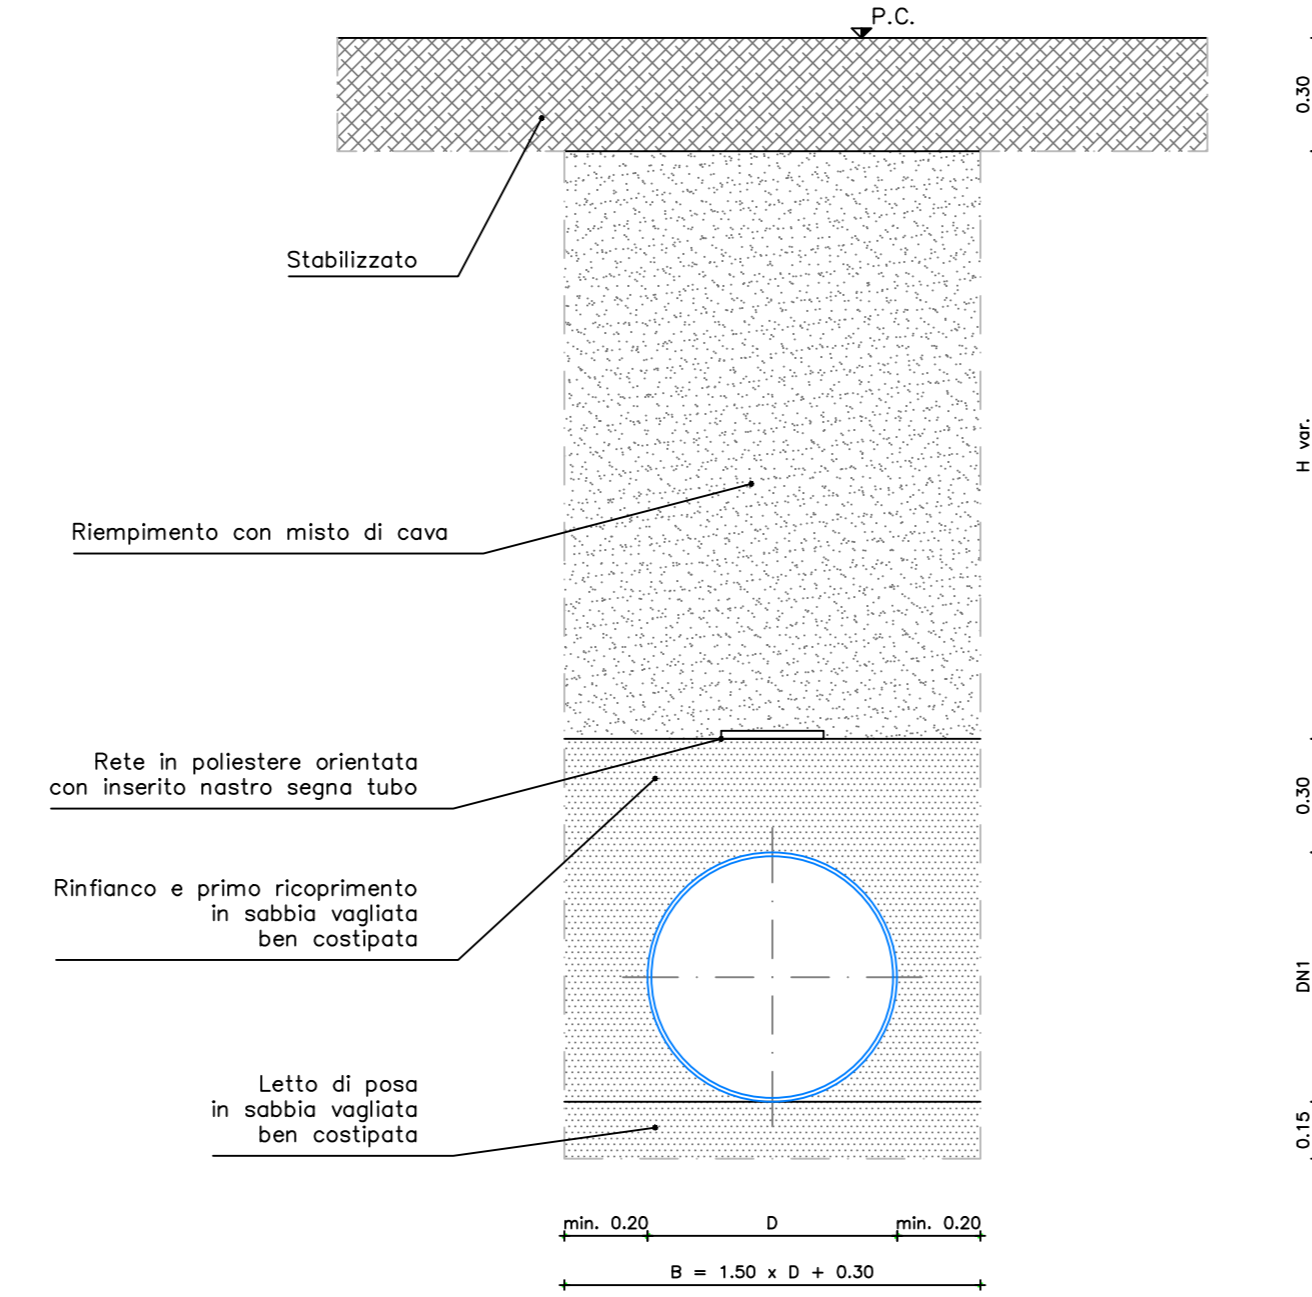 P.C.
0.30
Stabilizzato
H var.
Riempimento con misto di cava
Rete in poliestere orientata
con inserito nastro segna tubo
0.30
Rinfianco e primo ricoprimento
in sabbia vagliata
ben costipata
DN1
Letto di posa
in sabbia vagliata
ben costipata
0.15
min. 0.20 D min. 0.20
B = 1.50 x D + 0.30